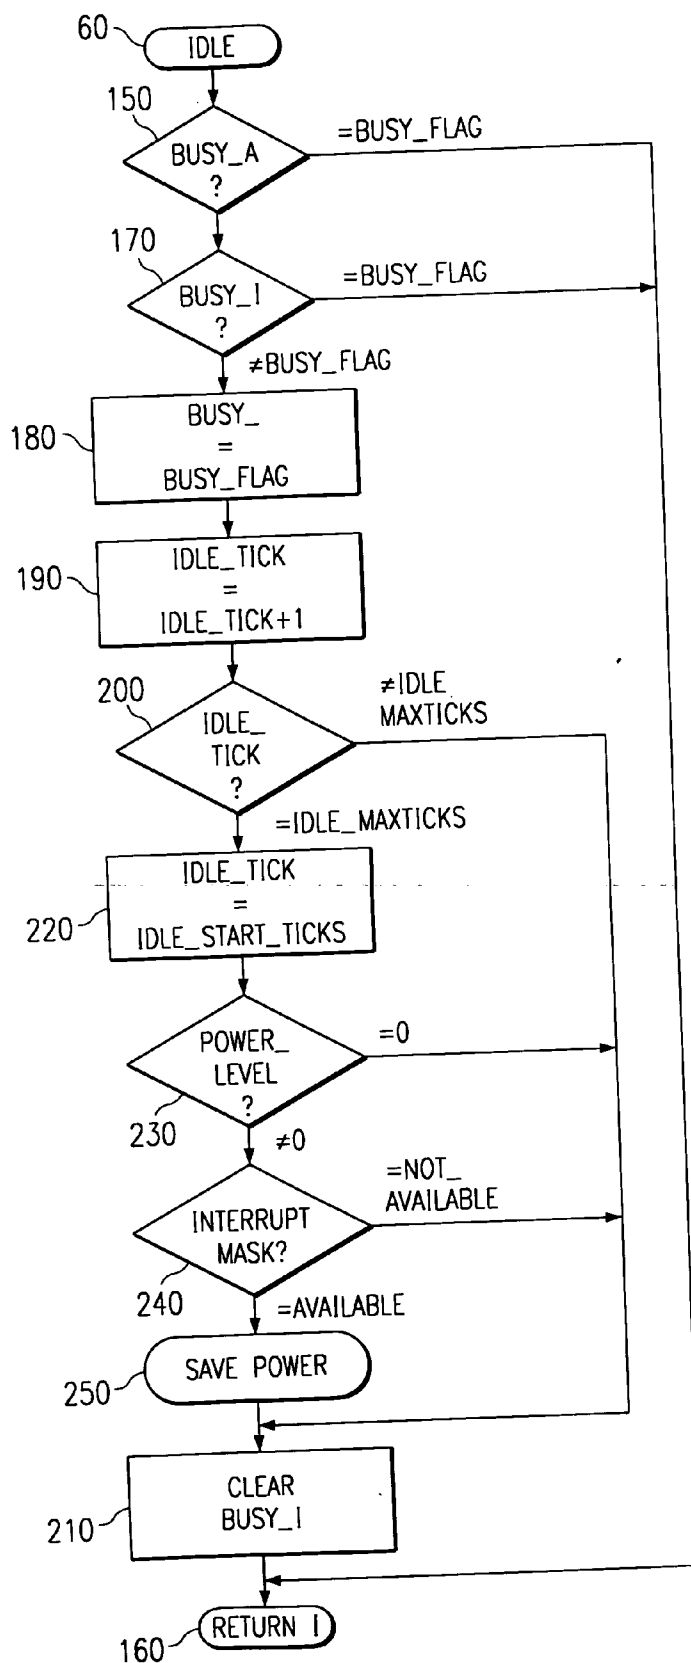 60
IDLE
150
=BUSY_FLAG
BUSY_A
?
170
=BUSY_FLAG
BUSY_I
?
≠BUSY_FLAG
180
BUSY_
=
BUSY_FLAG
190
IDLE_TICK
=
IDLE_TICK+1
200
≠IDLE
MAXTICKS
IDLE_
TICK
?
=IDLE_MAXTICKS
220
IDLE_TICK
=
IDLE_START_TICKS
POWER_
LEVEL
?
=0
230
≠0
=NOT_
AVAILABLE
INTERRUPT
MASK?
240
=AVAILABLE
250
SAVE POWER
210
CLEAR
BUSY_I
160
RETURN I